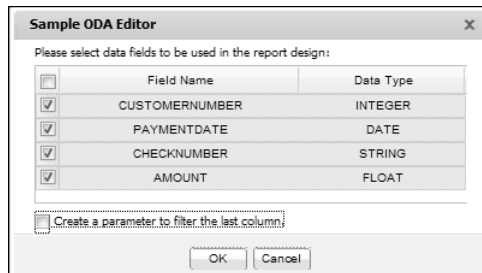 Sample ODA Editor x
Please select data fields to be used in the report design:
Field Name Data Type
CUSTOMERNUMBER INTEGER
PAYMENTDATE DATE
CHECKNUMBER STRING
AMOUNT FLOAT
Create a parameter to filter the last column.
OK Cancel